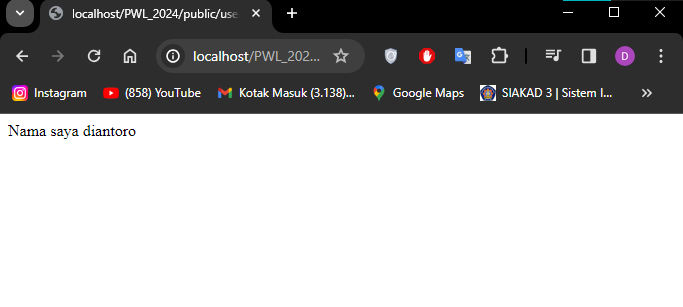 localhost/PWL_2024/public/use
localhost/PWL_202...
D
Instagram
(858) YouTube
Kotak Masuk (3.138)...
Google Maps
SIAKAD 3 | Sistem I...
Nama saya diantoro